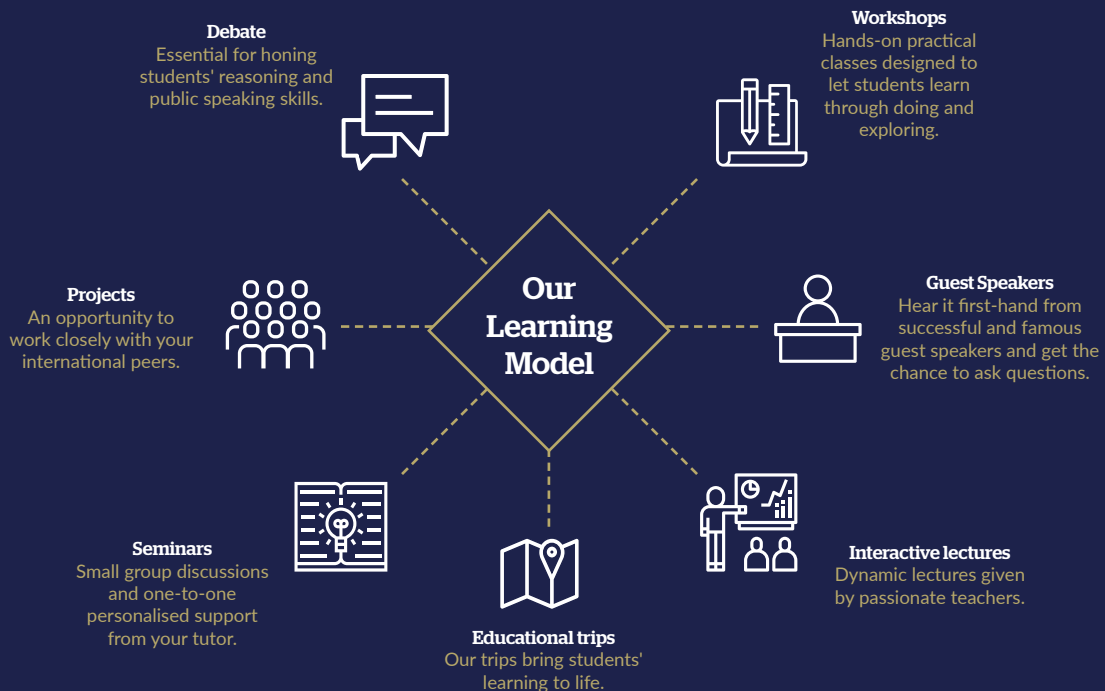 Debate
Essential for honing
students' reasoning and
public speaking skills.
Workshops
Hands-on practical
classes designed to
let students learn
through doing and
exploring.
Our
Learning
Model
Projects
An opportunity to
work closely with your
international peers.
Guest Speakers
Hear it first-hand from
successful and famous
guest speakers and get the
chance to ask questions.
Seminars
Small group discussions
and one-to-one
personalised support
from your tutor.
Educational trips
Our trips bring students'
learning to life.
Interactive lectures
Dynamic lectures given
by passionate teachers.